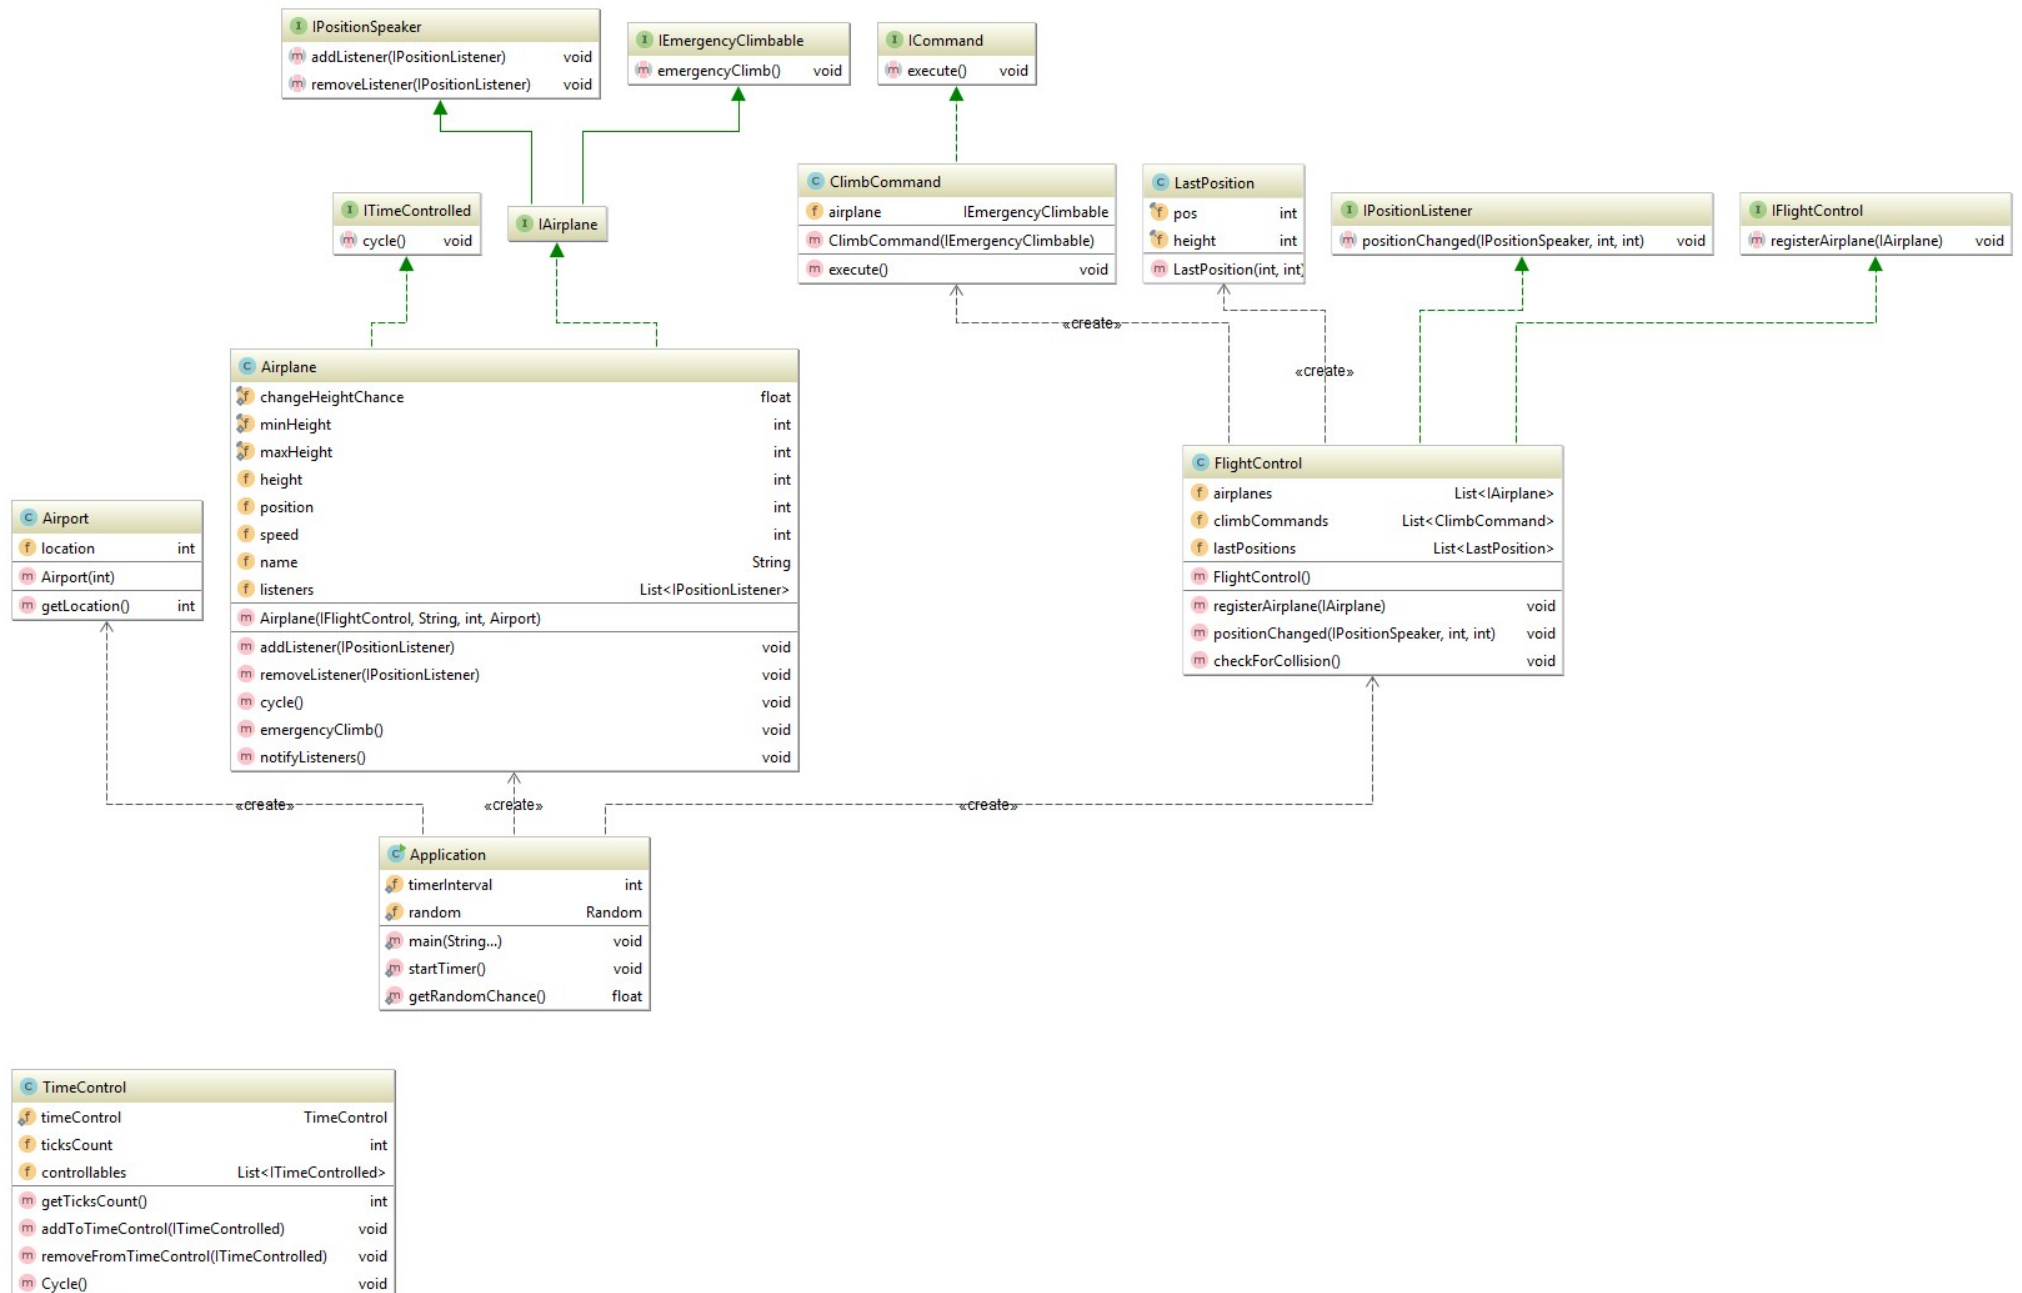 IPositionSpeaker
addListener(IPositionListener) void
removeListener(IPositionListener) void
IEmergencyClimbable
emergencyClimb() void
ICommand
execute() void
ITimeControlled
cycle() void
IAirplane
ClimbCommand
airplane IEmergencyClimbable
ClimbCommand(IEmergencyClimbable)
execute() void
LastPosition
pos int
height int
LastPosition(int, int)
IPositionListener
positionChanged(IPositionSpeaker, int, int) void
IFlightControl
registerAirplane(IAirplane) void
«create»
«create»
Airplane
changeHeightChance float
minHeight int
maxHeight int
height int
position int
speed int
name String
listeners List<IPositionListener>
Airplane(IFlightControl, String, int, Airport)
addListener(IPositionListener) void
removeListener(IPositionListener) void
cycle() void
emergencyClimb() void
notifyListeners() void
FlightControl
airplanes List<IAirplane>
climbCommands List<ClimbCommand>
lastPositions List<LastPosition>
FlightControl()
registerAirplane(IAirplane) void
positionChanged(IPositionSpeaker, int, int) void
checkForCollision() void
Airport
location int
Airport(int)
getLocation() int
«create»
«create»
«create»
Application
timerInterval int
random Random
main(String...) void
startTimer() void
getRandomChance() float
TimeControl
timeControl TimeControl
ticksCount int
controllables List<ITimeControlled>
getTicksCount() int
addToTimeControl(ITimeControlled) void
removeFromTimeControl(ITimeControlled) void
Cycle() void